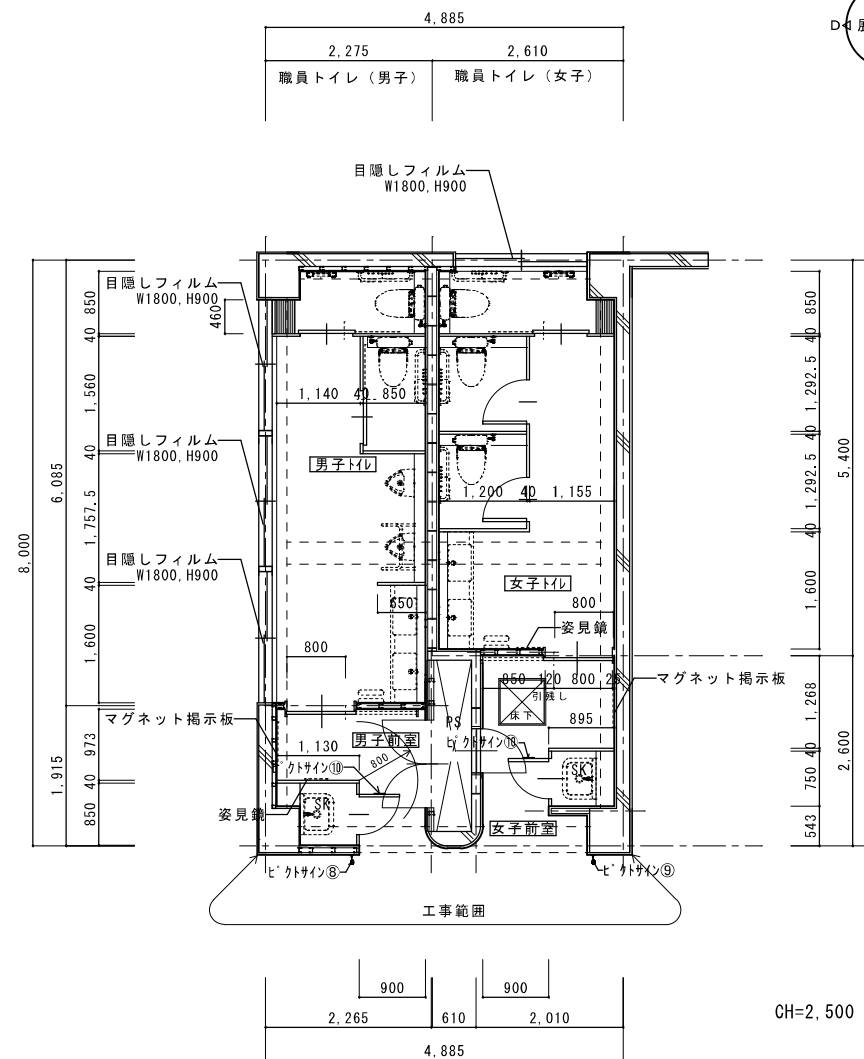 4,885
2,275
2,610
職員トイレ（男子）
職員トイレ（女子）
D
展
目隠しフィルム
W1800,H900
目隠しフィルム
W1800,H900
目隠しフィルム
W1800,H900
目隠しフィルム
W1800,H900
8,000
6,085
1,915
850
40
1,560
40
1,757.5
40
1,600
973
40
850
460
1,140
40
850
男子トイレ
650
800
マグネット掲示板
男子前室
1,130
800
ピクトサイン⑩
姿見鏡
SK
ピクトサイン⑧
1,200
40
1,155
女子トイレ
800
姿見鏡
マグネット掲示板
850
120
800
25
引残し
床下
895
PS
ピクトサイン⑩
SK
女子前室
ピクトサイン⑨
850
40
1,292.5
40
1,292.5
40
1,600
1,268
40
750
543
5,400
2,600
工事範囲
900
900
2,265
610
2,010
4,885
CH=2,500